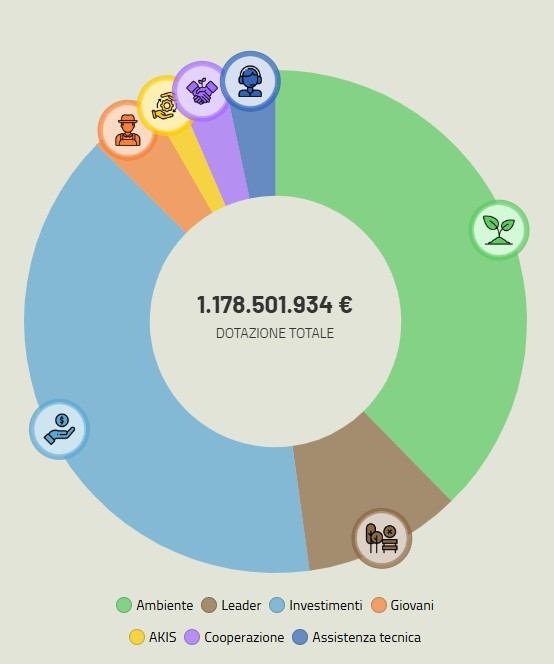 1.178.501.934 €
DOTAZIONE TOTALE
Ambiente Leader Investimenti Giovani
AKIS Cooperazione Assistenza tecnica